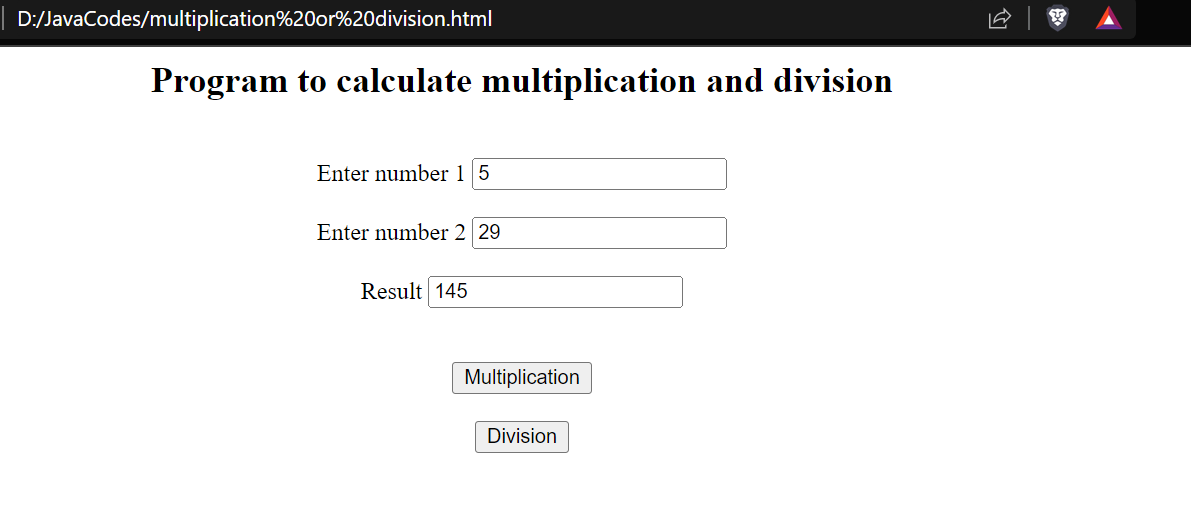 D:/JavaCodes/multiplication%20or%20division.html
Program to calculate multiplication and division
Enter number 1 5
Enter number 2 29
Result 145
Multiplication
Division